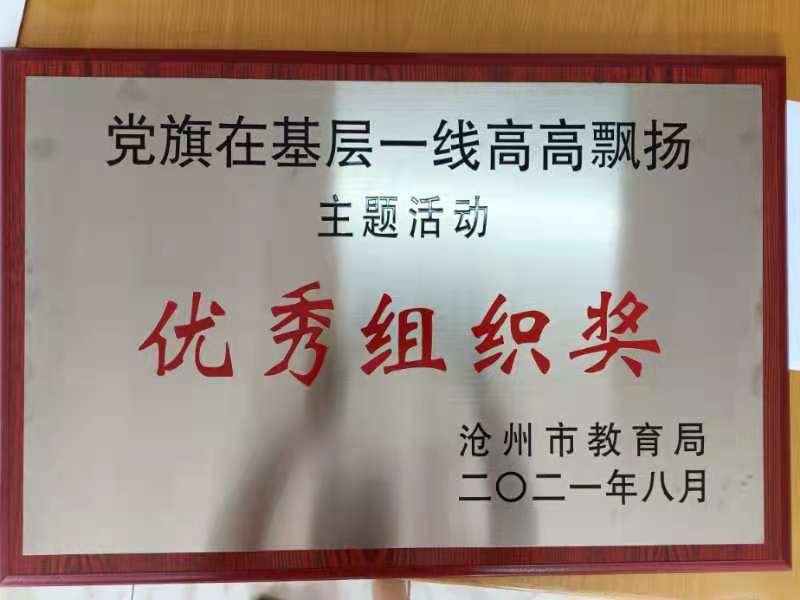 党旗在基层一线高高飘扬
主题活动
优秀组织奖
沧州市教育局
二〇二一年八月